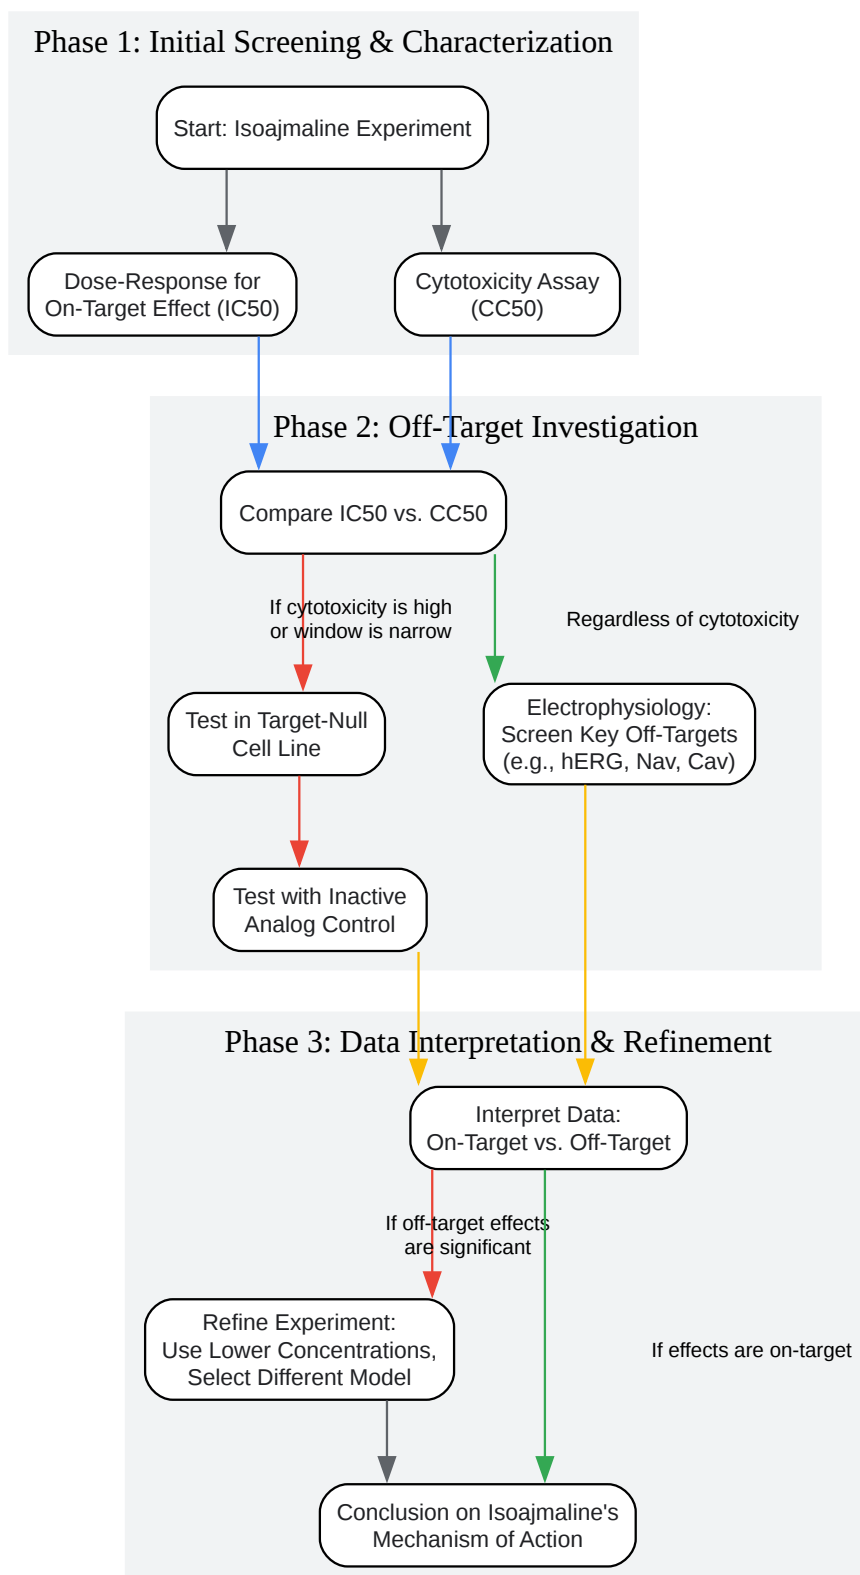 Phase 1: Initial Screening & Characterization
Start: Isoajmaline Experiment
Dose-Response for
On-Target Effect (IC50)
Cytotoxicity Assay
(CC50)
Phase 2: Off-Target Investigation
Compare IC50 vs. CC50
If cytotoxicity is high
or window is narrow
Regardless of cytotoxicity
Test in Target-Null
Cell Line
Electrophysiology:
Screen Key Off-Targets
(e.g., hERG, Nav, Cav)
Test with Inactive
Analog Control
Phase 3: Data Interpretation & Refinement
Interpret Data:
On-Target vs. Off-Target
If off-target effects
are significant
Refine Experiment:
Use Lower Concentrations,
Select Different Model
If effects are on-target
Conclusion on Isoajmaline's
Mechanism of Action